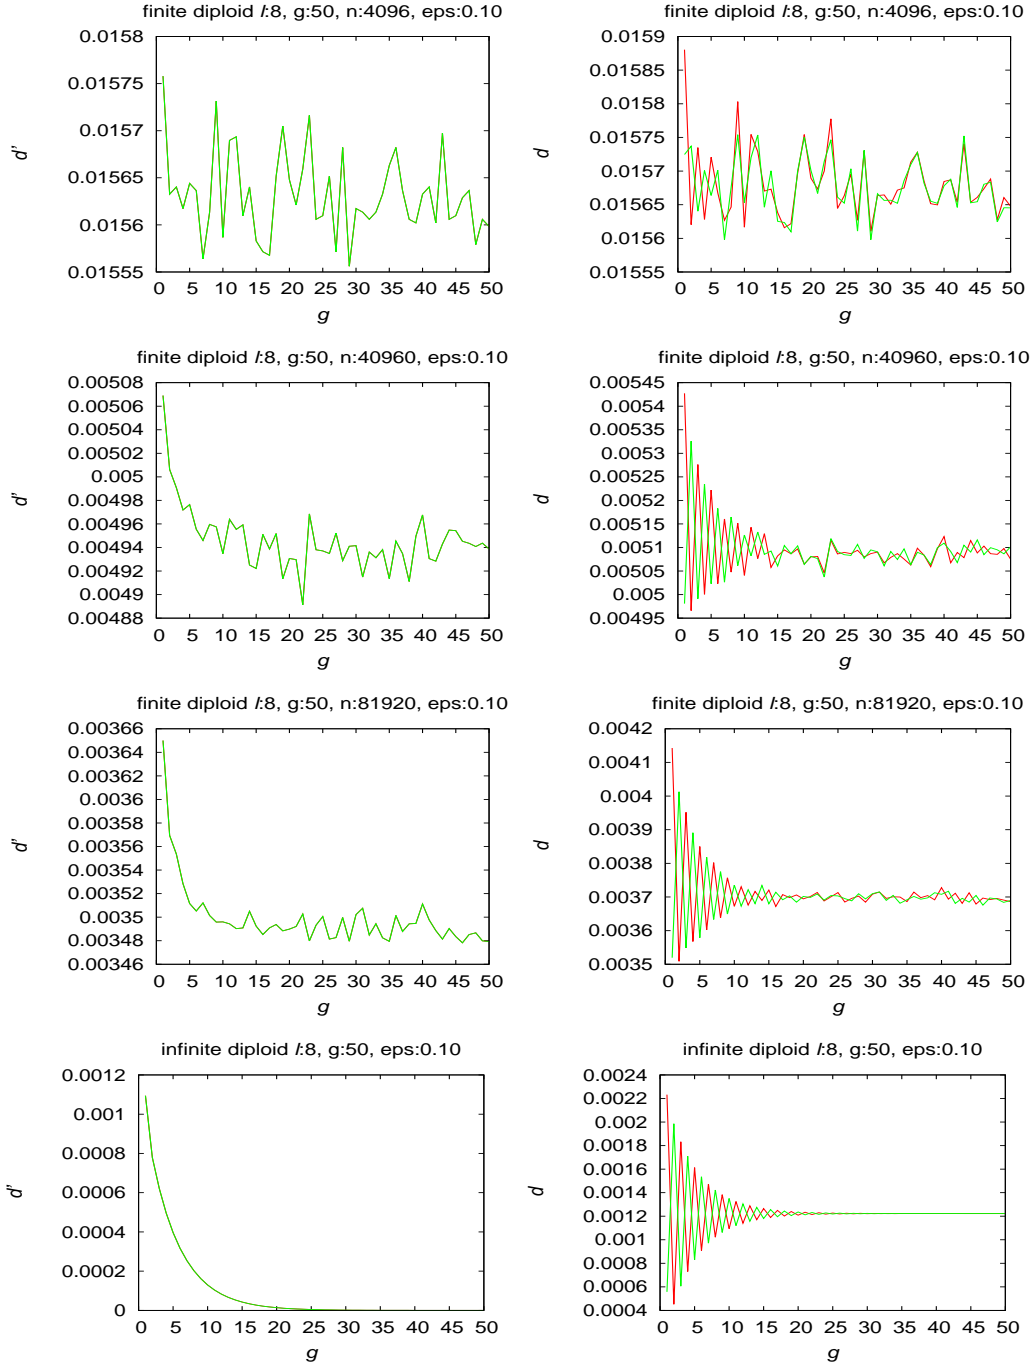 finite diploid l:8, g:50, n:4096, eps:0.10
0.0158
0.01575
0.0157
0.01565
0.0156
0.01555
d'
0 5 10 15 20 25 30 35 40 45 50
g
finite diploid l:8, g:50, n:4096, eps:0.10
0.0159
0.01585
0.0158
0.01575
0.0157
0.01565
0.0156
0.01555
d
0 5 10 15 20 25 30 35 40 45 50
g
finite diploid l:8, g:50, n:40960, eps:0.10
0.00508
0.00506
0.00504
0.00502
0.005
0.00498
0.00496
0.00494
0.00492
0.0049
0.00488
d'
0 5 10 15 20 25 30 35 40 45 50
g
finite diploid l:8, g:50, n:40960, eps:0.10
0.00545
0.0054
0.00535
0.0053
0.00525
0.0052
0.00515
0.0051
0.00505
0.005
0.00495
d
0 5 10 15 20 25 30 35 40 45 50
g
finite diploid l:8, g:50, n:81920, eps:0.10
0.00366
0.00364
0.00362
0.0036
0.00358
0.00356
0.00354
0.00352
0.0035
0.00348
0.00346
d'
0 5 10 15 20 25 30 35 40 45 50
g
finite diploid l:8, g:50, n:81920, eps:0.10
0.0042
0.0041
0.004
0.0039
0.0038
0.0037
0.0036
0.0035
d
0 5 10 15 20 25 30 35 40 45 50
g
infinite diploid l:8, g:50, eps:0.10
0.0012
0.001
0.0008
0.0006
0.0004
0.0002
0
d'
0 5 10 15 20 25 30 35 40 45 50
g
infinite diploid l:8, g:50, eps:0.10
0.0024
0.0022
0.002
0.0018
0.0016
0.0014
0.0012
0.001
0.0008
0.0006
0.0004
d
0 5 10 15 20 25 30 35 40 45 50
g